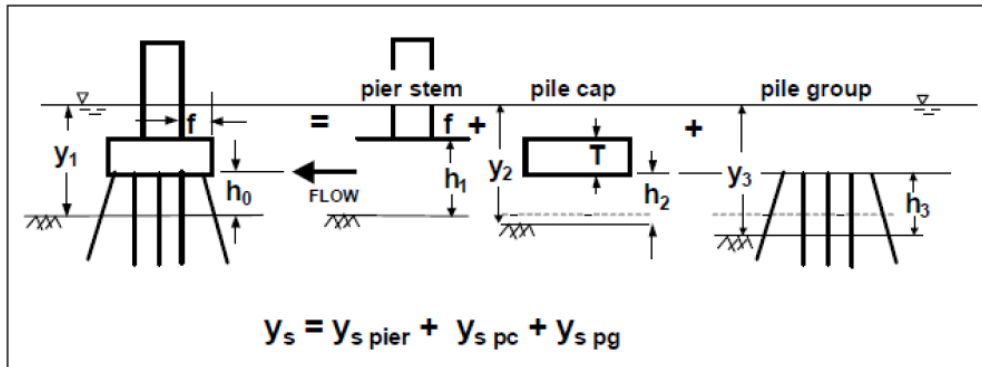 pier stem pile cap pile group
f = f + T +
y1 h0 FLOW h1 y2 h2 y3 h3
ys = ys pier + ys pc + ys pg